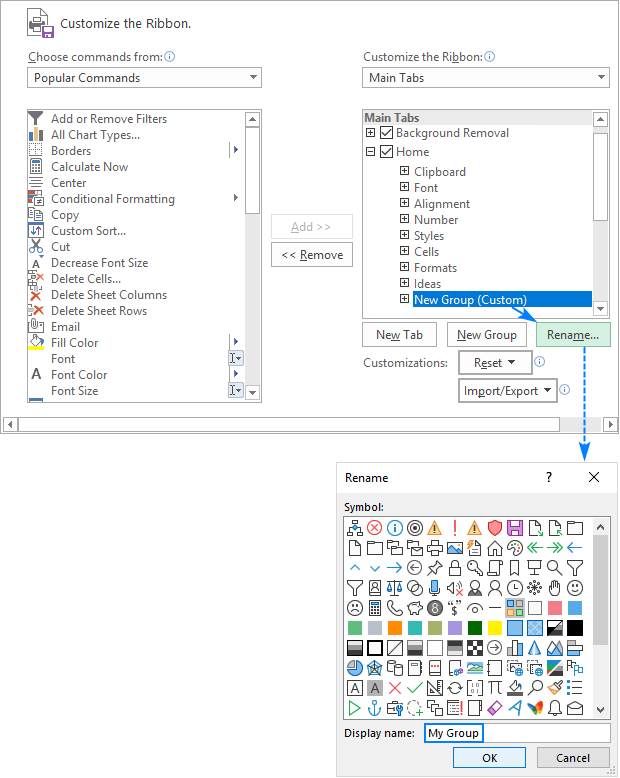 Customize the Ribbon.
Choose commands from:
Popular Commands
Add or Remove Filters
All Chart Types...
Borders
Calculate Now
Center
Conditional Formatting
Copy
Custom Sort...
Cut
Decrease Font Size
Delete Cells...
Delete Sheet Columns
Delete Sheet Rows
Email
Fill Color
Font
Font Color
Font Size
Add >>
<< Remove
Customize the Ribbon:
Main Tabs
Main Tabs
Background Removal
Home
Clipboard
Font
Alignment
Number
Styles
Cells
Formats
Ideas
New Group (Custom)
New Tab
New Group
Rename...
Customizations:
Reset
Import/Export
Rename
?
Symbol:
Display name:
My Group
OK
Cancel